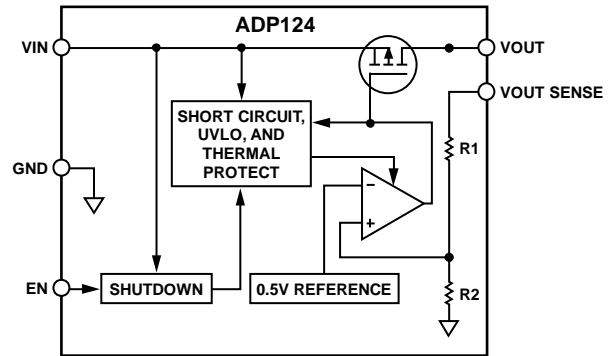 ADP124
VIN
VOUT
VOUT SENSE
SHORT CIRCUIT,
UVLO, AND
THERMAL
PROTECT
R1
GND
−
+
EN
SHUTDOWN
0.5V REFERENCE
R2